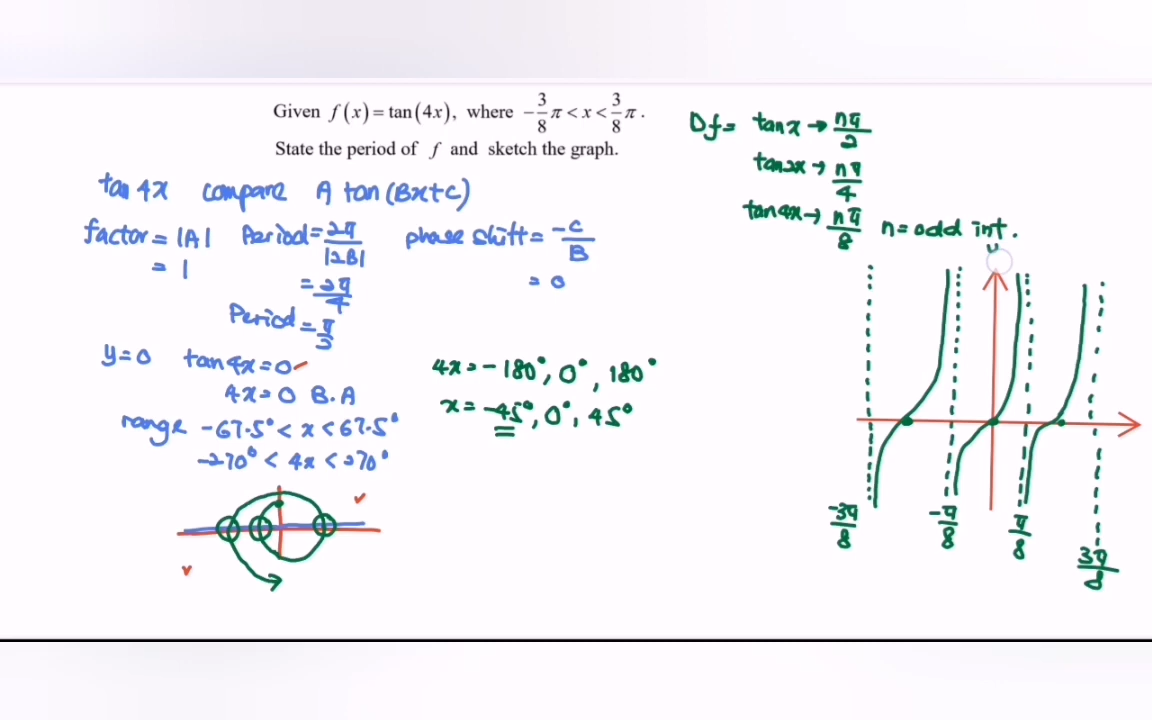 Given f(x) = tan(4x), where -3/8 π < x < 3/8 π.
State the period of f and sketch the graph.
tan 4x compare A tan(Bx+c)
factor = |A| Period = 2π/|2B| phase shift = -c/B
= 1 = 2π/4 = 0
Period = π/3
y=0 tan 4x = 0
4x = 0 B.A
range -67.5° < x < 67.5°
-270° < 4x < 270°
4x = -180°, 0°, 180°
x = -45°, 0°, 45°
Df = tan x → nπ/2
tan 2x → nπ/4
tan 4x → nπ/8 n = odd int.
y
-3π/8 -π/8 π/8 3π/8